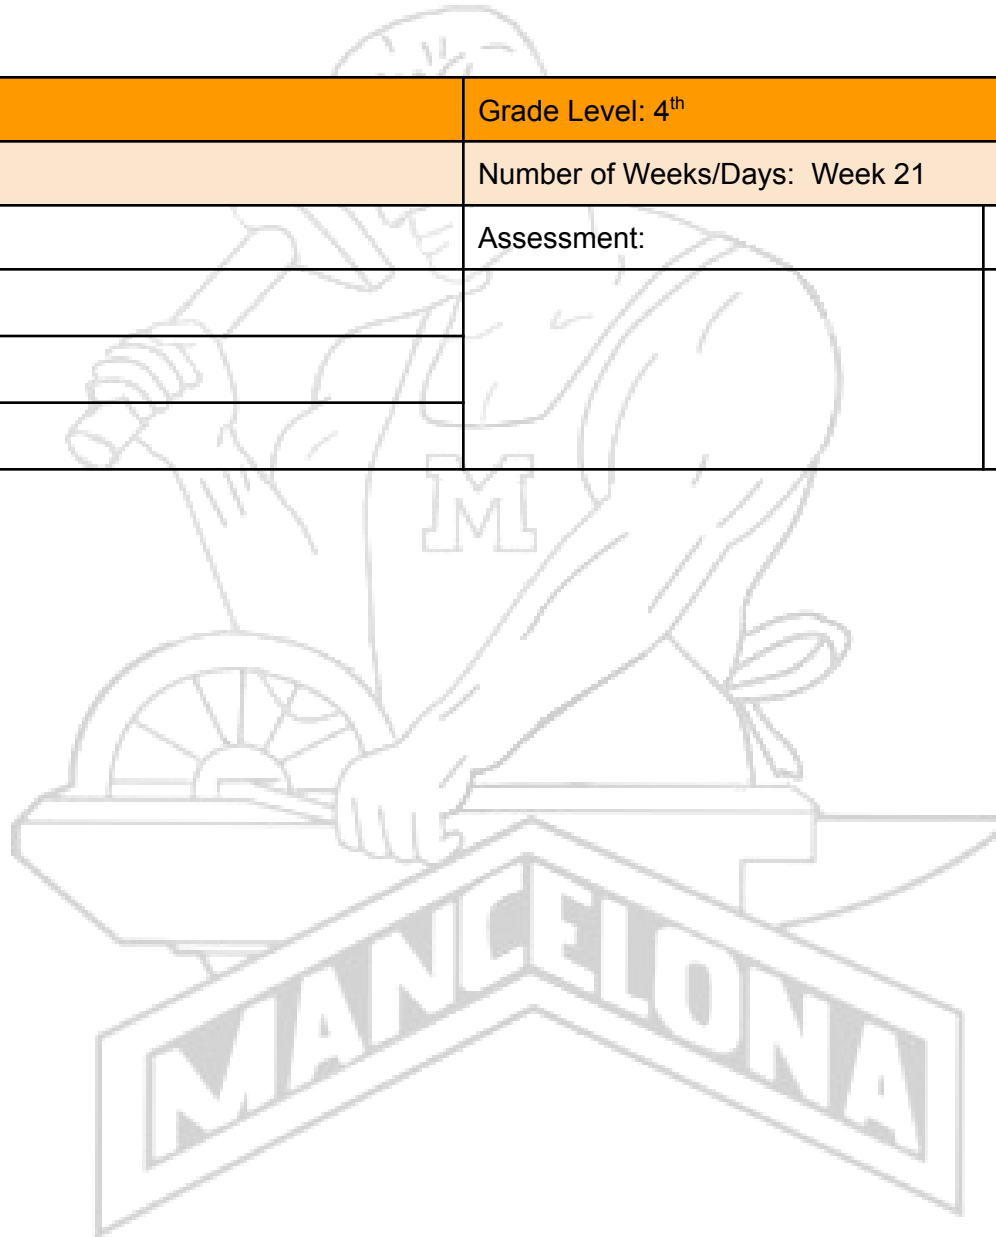 Grade Level: 4th
Number of Weeks/Days: Week 21
Assessment:
M
MANCELONA